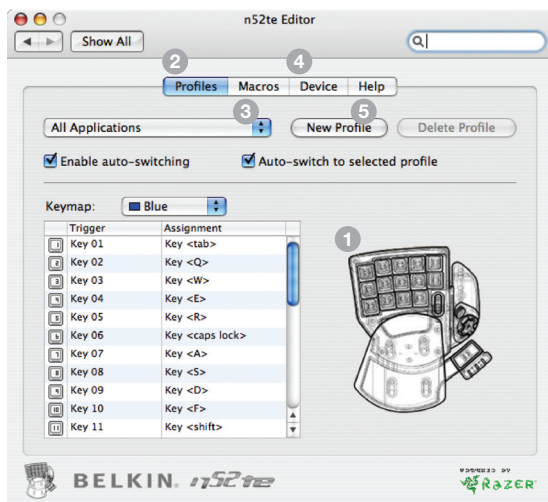 n52te Editor
Show All
2 4
Profiles Macros Device Help
3 5
All Applications New Profile Delete Profile
Enable auto-switching Auto-switch to selected profile
Keymap: Blue
1
Trigger Assignment
Key 01 Key <tab>
Key 02 Key <Q>
Key 03 Key <W>
Key 04 Key <E>
Key 05 Key <R>
Key 06 Key <caps lock>
Key 07 Key <A>
Key 08 Key <S>
Key 09 Key <D>
Key 10 Key <F>
Key 11 Key <shift>
BELKIN. n52te
POWERED BY
RAZER